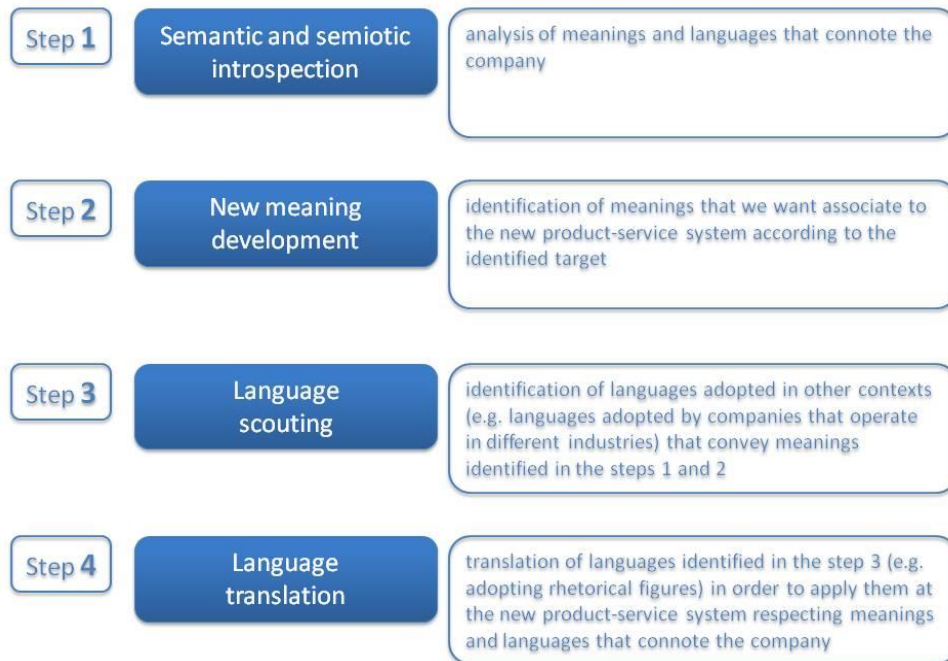 Step 1
Semantic and semiotic
introspection
analysis of meanings and languages that connote the
company
Step 2
New meaning
development
identification of meanings that we want associate to
the new product-service system according to the
identified target
Step 3
Language
scouting
identification of languages adopted in other contexts
(e.g. languages adopted by companies that operate
in different industries) that convey meanings
identified in the steps 1 and 2
Step 4
Language
translation
translation of languages identified in the step 3 (e.g.
adopting rhetorical figures) in order to apply them at
the new product-service system respecting meanings
and languages that connote the company